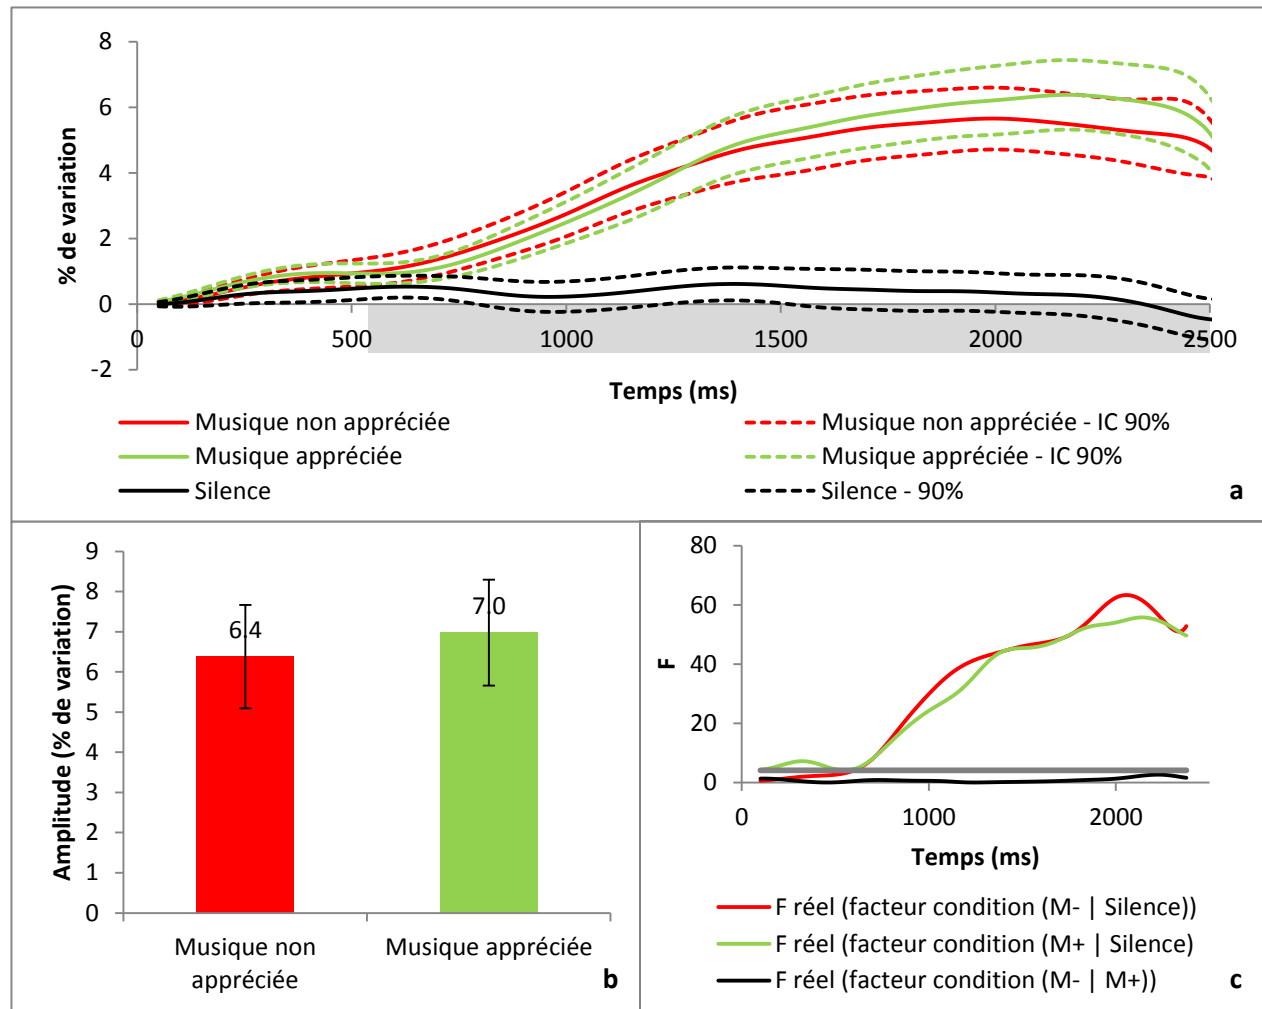 8
6
4
2
0
-2
% de variation
0 500 1000 1500 2000 2500
Temps (ms)
Musique non appréciée
Musique non appréciée - IC 90%
Musique appréciée
Musique appréciée - IC 90%
Silence
Silence - 90%
a
9
8
7
6
5
4
3
2
1
0
Amplitude (% de variation)
6.4
7.0
Musique non
appréciée
Musique appréciée
b
80
60
40
20
0
F
0 1000 2000
Temps (ms)
F réel (facteur condition (M- | Silence))
F réel (facteur condition (M+ | Silence)
F réel (facteur condition (M- | M+))
c